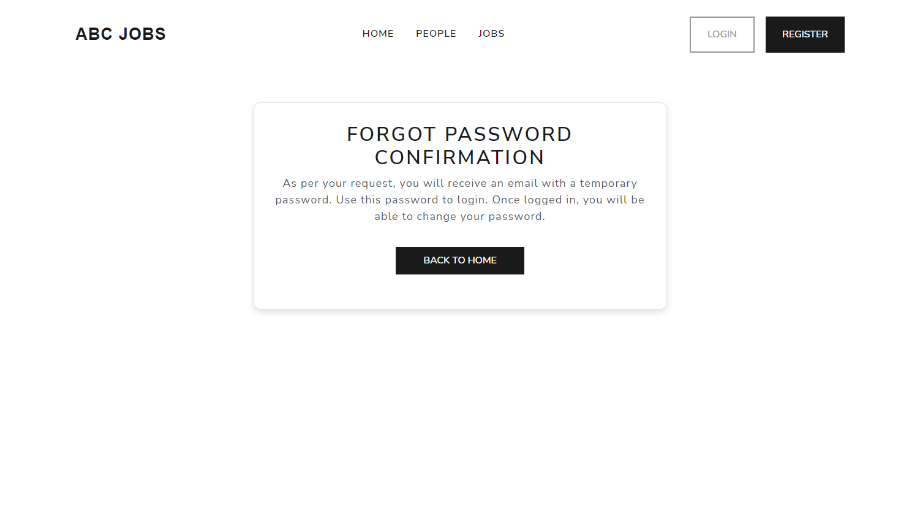 ABC JOBS
HOME PEOPLE JOBS
LOGIN REGISTER
FORGOT PASSWORD
CONFIRMATION
As per your request, you will receive an email with a temporary
password. Use this password to login. Once logged in, you will be
able to change your password.
BACK TO HOME